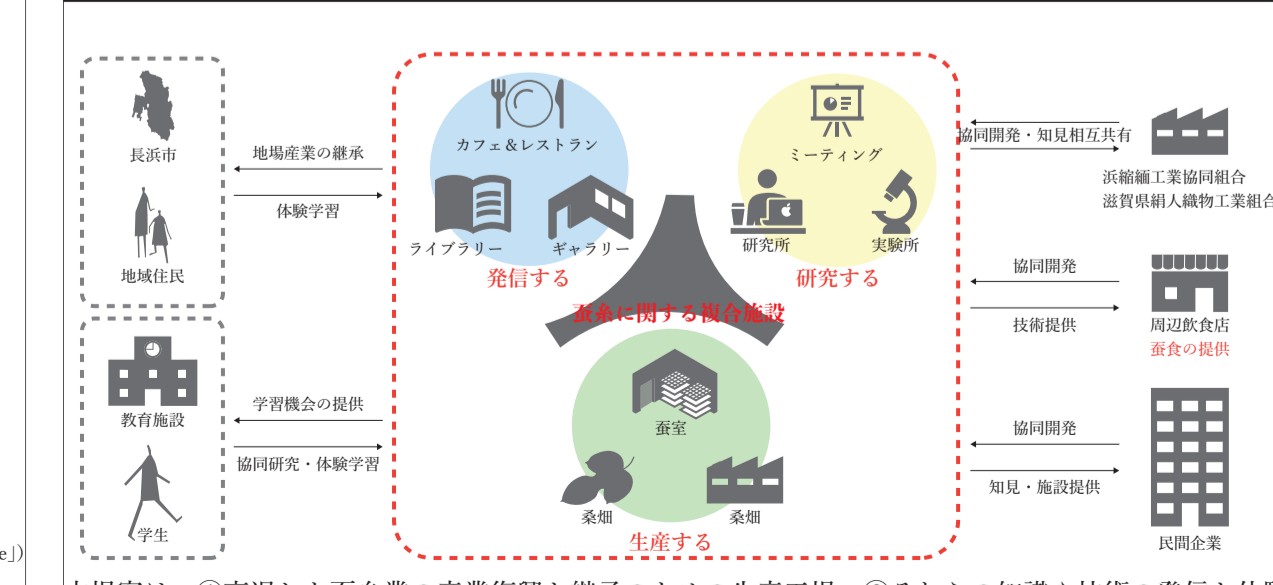 長浜市
地域住民
地場産業の継承
体験学習
教育施設
学生
学習機会の提供
協同研究・体験学習
カフェ&レストラン
ライブラリー
ギャラリー
発信する
ミーティング
研究所
実験所
研究する
蚕糸に関する複合施設
蚕室
桑畑
桑畑
生産する
協同開発・知見相互共有
浜縮緬工業協同組合
滋賀県絹人織物工業組合
協同開発
技術提供
周辺飲食店
蚕食の提供
協同開発
知見・施設提供
民間企業
e」)